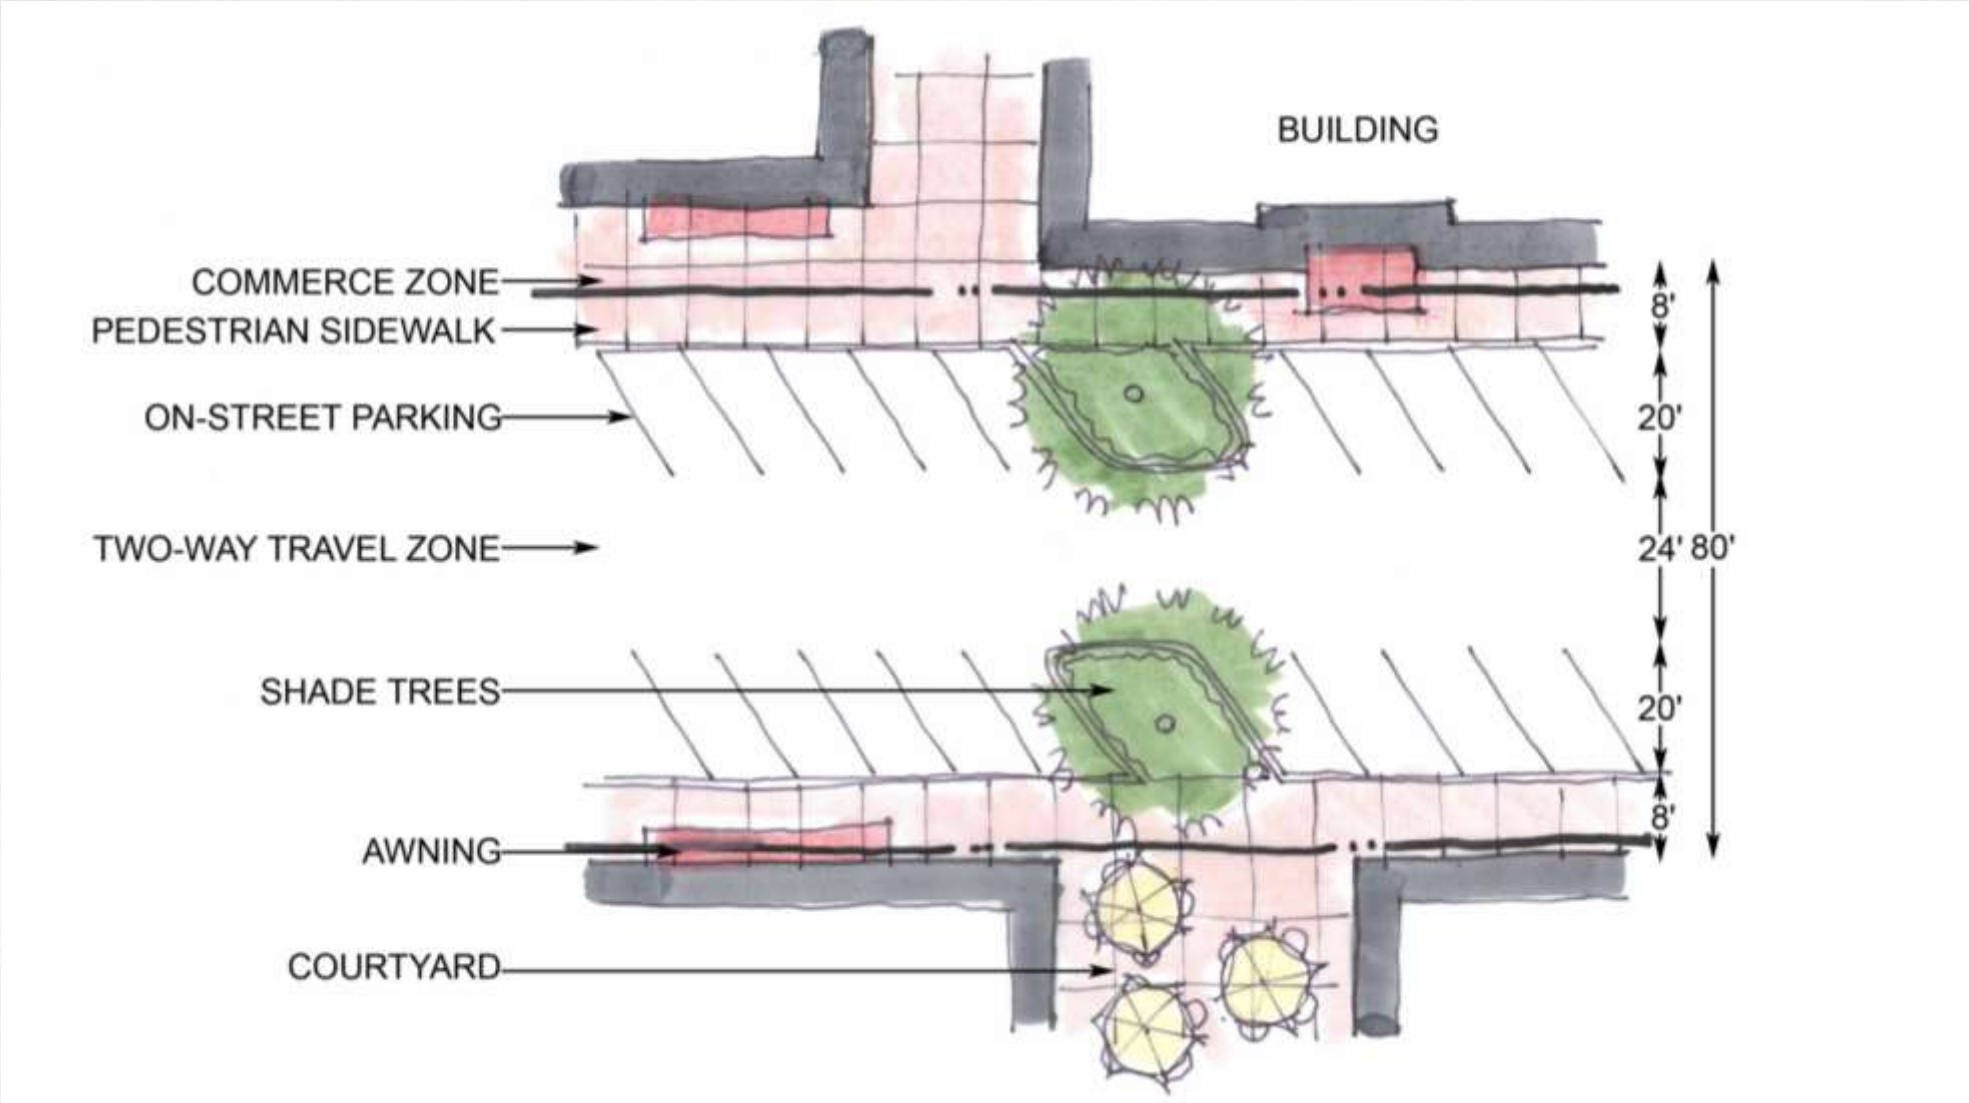 BUILDING
COMMERCE ZONE
8'
PEDESTRIAN SIDEWALK
ON-STREET PARKING
20'
TWO-WAY TRAVEL ZONE
24' 80'
SHADE TREES
20'
8'
AWNING
COURTYARD